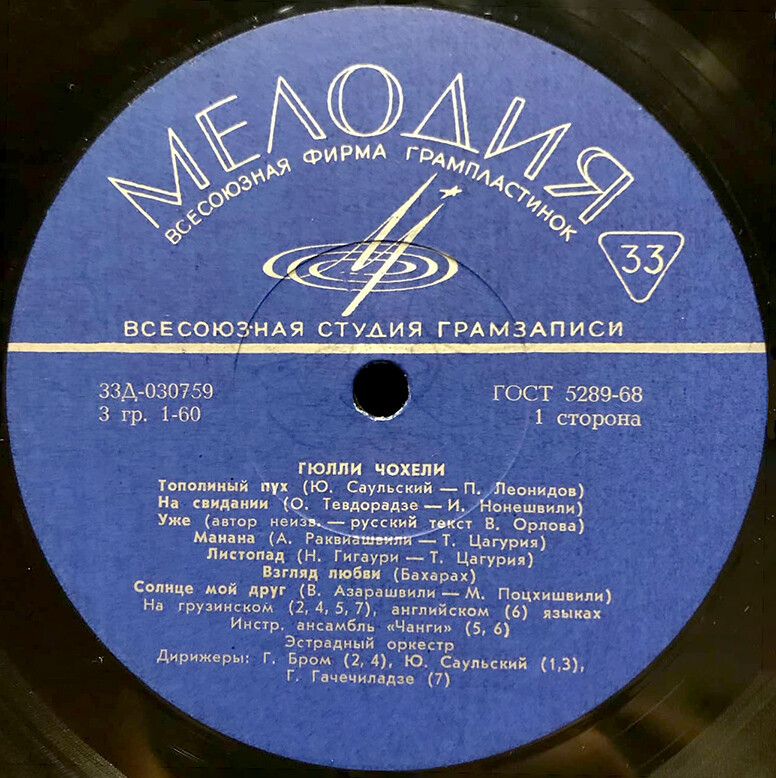 МЕЛОДИЯ
ВСЕСОЮЗНАЯ ФИРМА ГРАМПЛАСТИНОК
33
ВСЕСОЮЗНАЯ СТУДИЯ ГРАМЗАПИСИ
33Д-030759
ГОСТ 5289-68
3 гр. 1-60
1 сторона
ГЮЛЛИ ЧОХЕЛИ
Тополиный пух (Ю. Саульский — П. Леонидов)
На свидании (О. Тевдорадзе — И. Нонешвили)
Уже (автор неизв. — русский текст В. Орлова)
Манана (А. Раквиашвили — Т. Цагурия)
Листопад (Н. Гигаури — Т. Цагурия)
Взгляд любви (Бахарах)
Солнце мой друг (В. Азарашвили — М. Поцхишвили)
На грузинском (2, 4, 5, 7), английском (6) языках
Инстр. ансамбль «Чанги» (5, 6)
Эстрадный оркестр
Дирижеры: Г. Бром (2, 4), Ю. Саульский (1,3),
Г. Гачечиладзе (7)